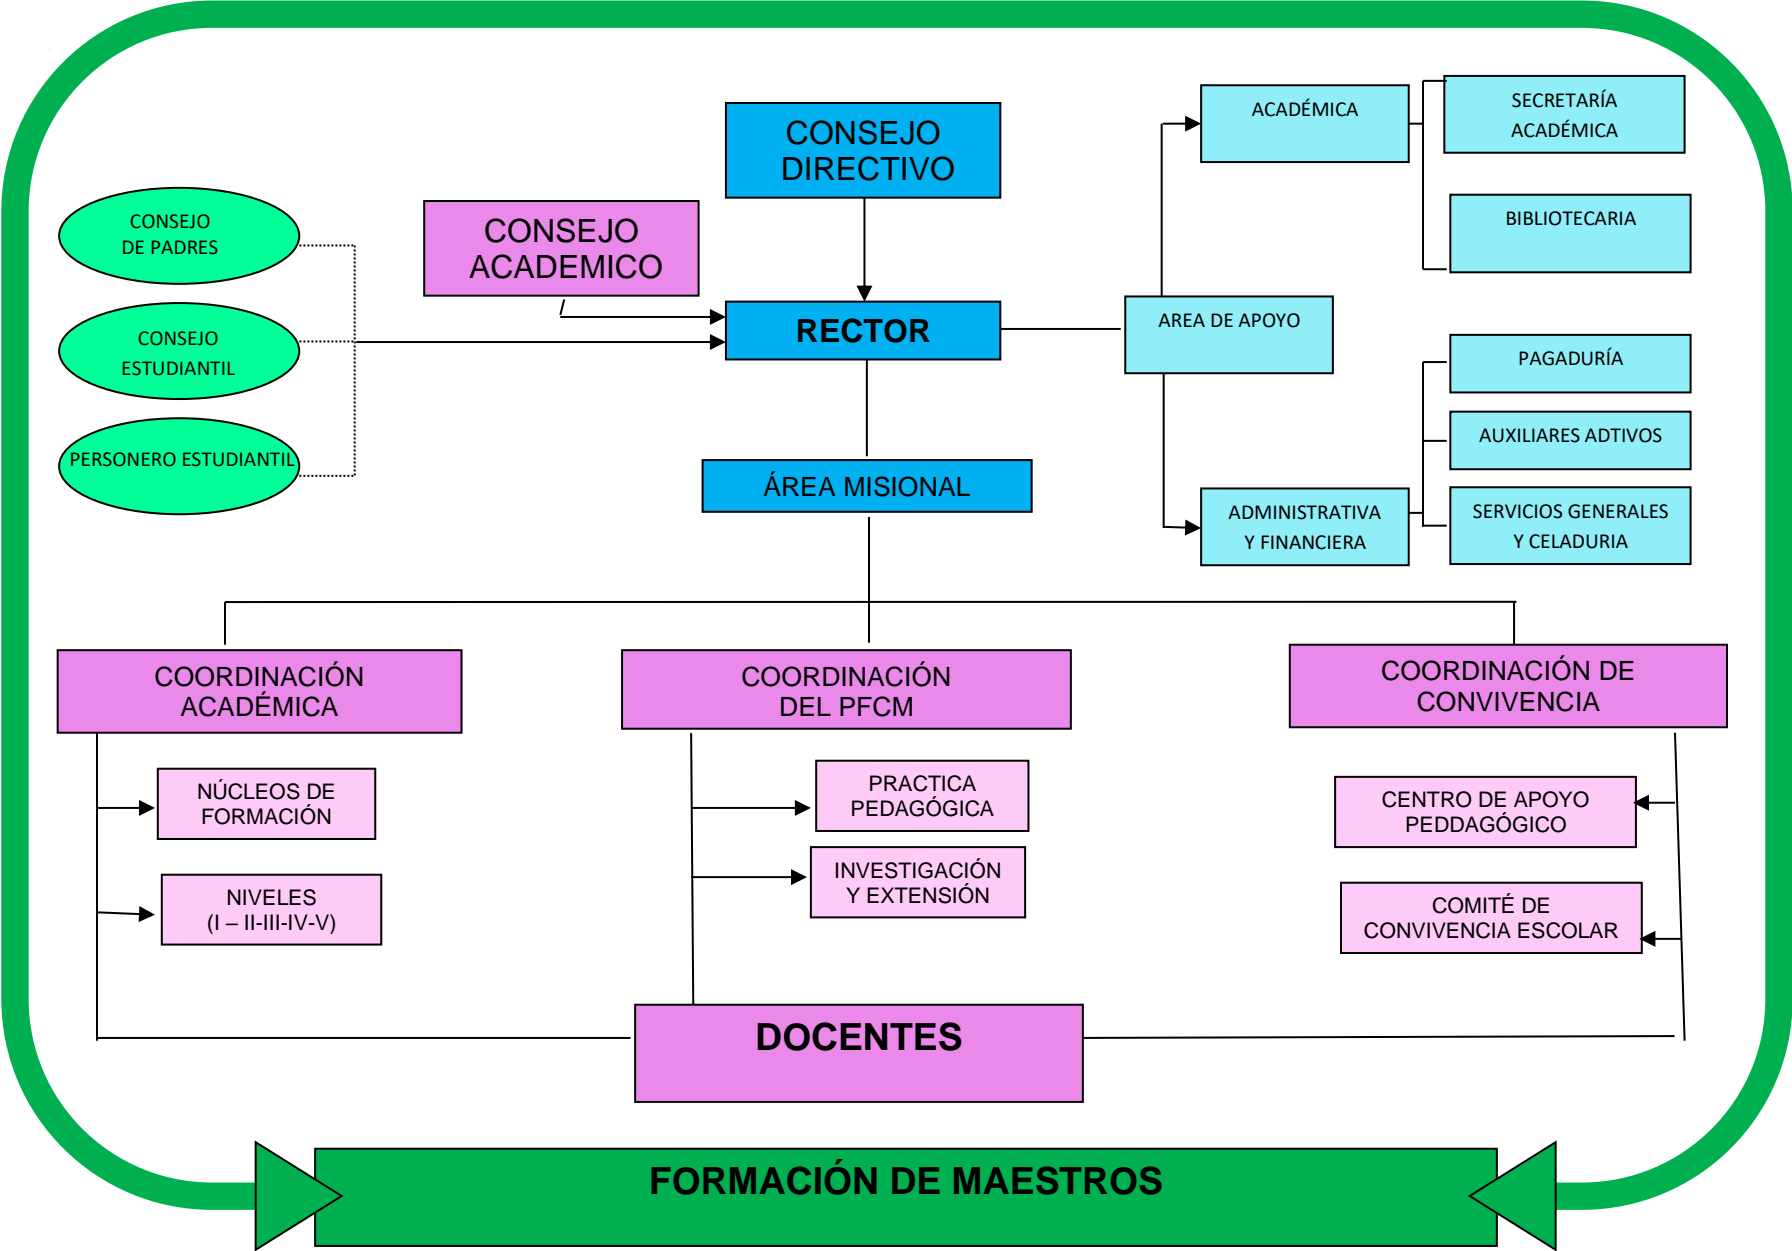 CONSEJO
DIRECTIVO
ACADÉMICA
SECRETARÍA
ACADÉMICA
CONSEJO
DE PADRES
CONSEJO
ACADEMICO
BIBLIOTECARIA
CONSEJO
ESTUDIANTIL
RECTOR
AREA DE APOYO
PAGADURÍA
PERSONERO ESTUDIANTIL
AUXILIARES ADTIVOS
ÁREA MISIONAL
ADMINISTRATIVA
Y FINANCIERA
SERVICIOS GENERALES
Y CELADURIA
COORDINACIÓN
ACADÉMICA
COORDINACIÓN
DEL PFCM
COORDINACIÓN DE
CONVIVENCIA
NÚCLEOS DE
FORMACIÓN
PRACTICA
PEDAGÓGICA
CENTRO DE APOYO
PEDDAGÓGICO
NIVELES
(I – II-III-IV-V)
INVESTIGACIÓN
Y EXTENSIÓN
COMITÉ DE
CONVIVENCIA ESCOLAR
DOCENTES
FORMACIÓN DE MAESTROS